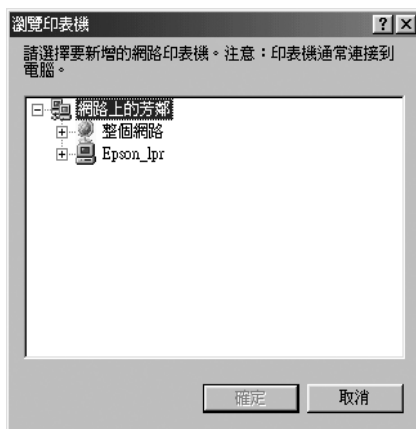 瀏覽印表機
請選擇要新增的網路印表機。注意：印表機通常連接到
電腦。
網路上的芳鄰
整個網路
Epson_lpr
確定
取消